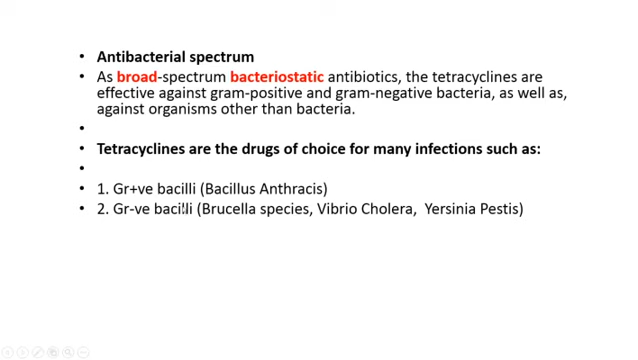 • Antibacterial spectrum
• As broad-spectrum bacteriostatic antibiotics, the tetracyclines are
effective against gram-positive and gram-negative bacteria, as well as,
against organisms other than bacteria.
•
• Tetracyclines are the drugs of choice for many infections such as:
•
• 1. Gr+ve bacilli (Bacillus Anthracis)
• 2. Gr-ve bacilli (Brucella species, Vibrio Cholera, Yersinia Pestis)